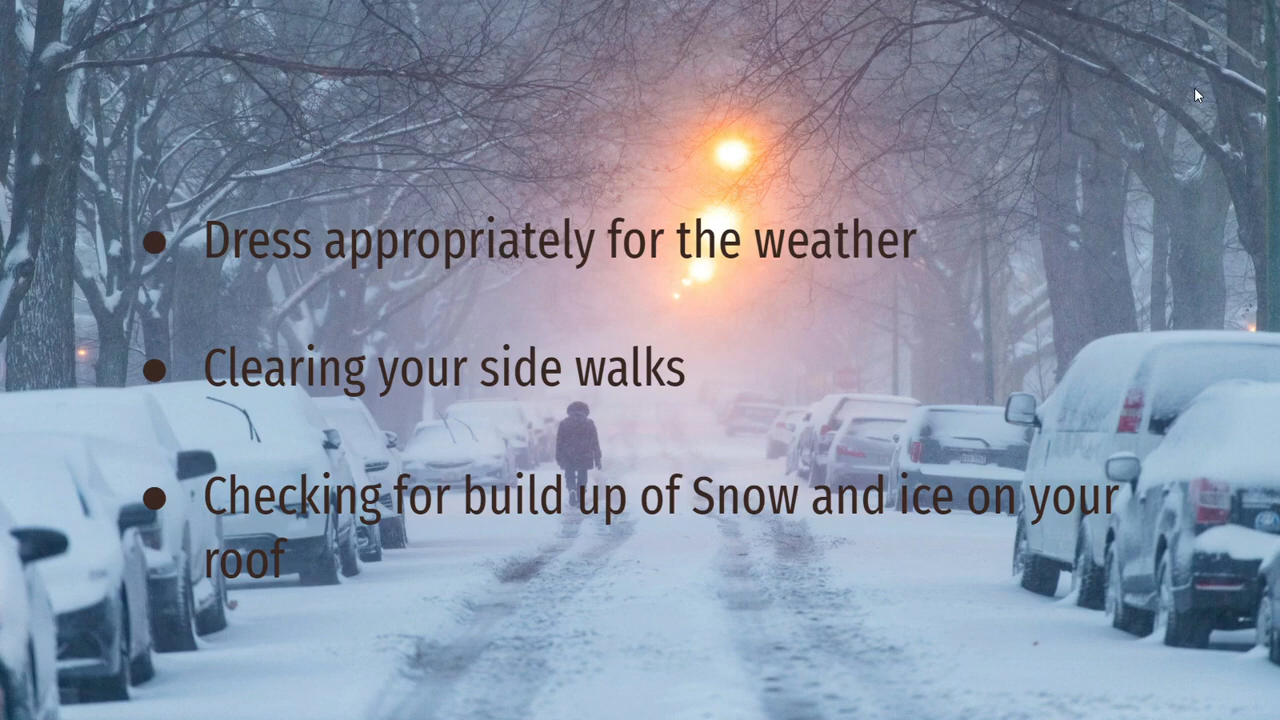 ● Dress appropriately for the weather
● Clearing your side walks
● Checking for build up of Snow and ice on your
roof